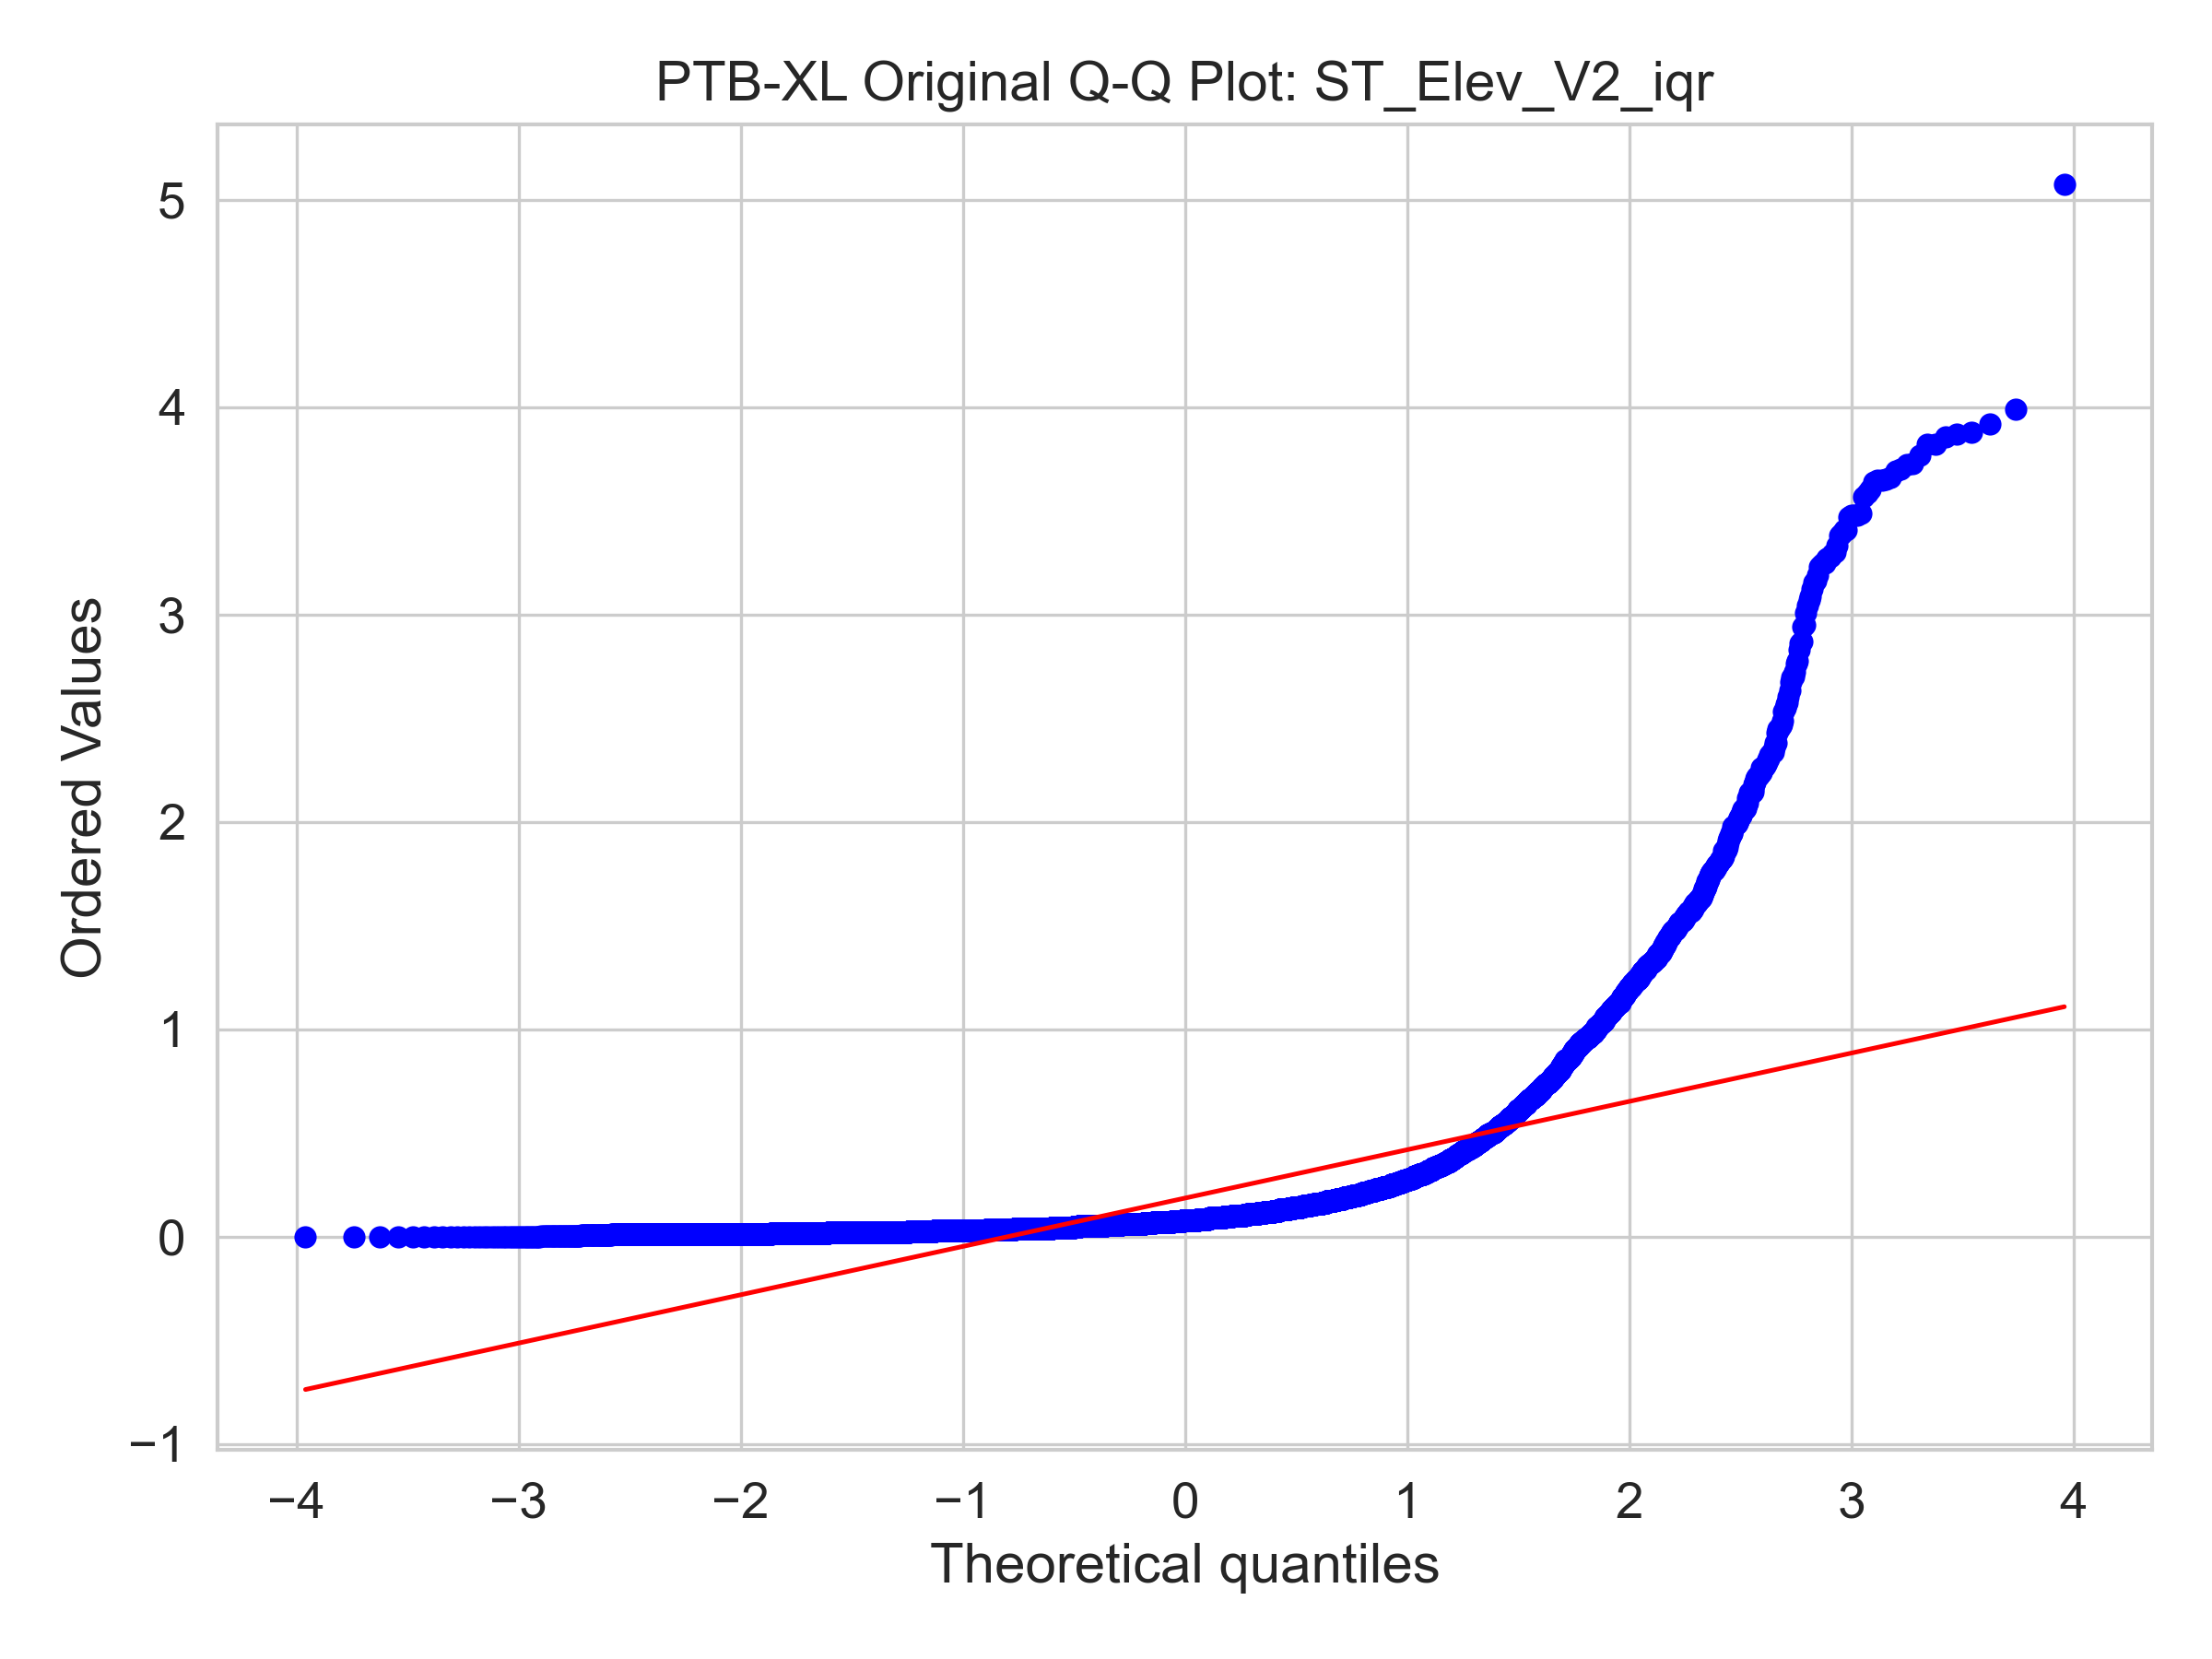 PTB-XL Original Q-Q Plot: ST_Elev_V2_iqr
5
4
3
2
1
0
−1
Ordered Values
−4 −3 −2 −1 0 1 2 3 4
Theoretical quantiles